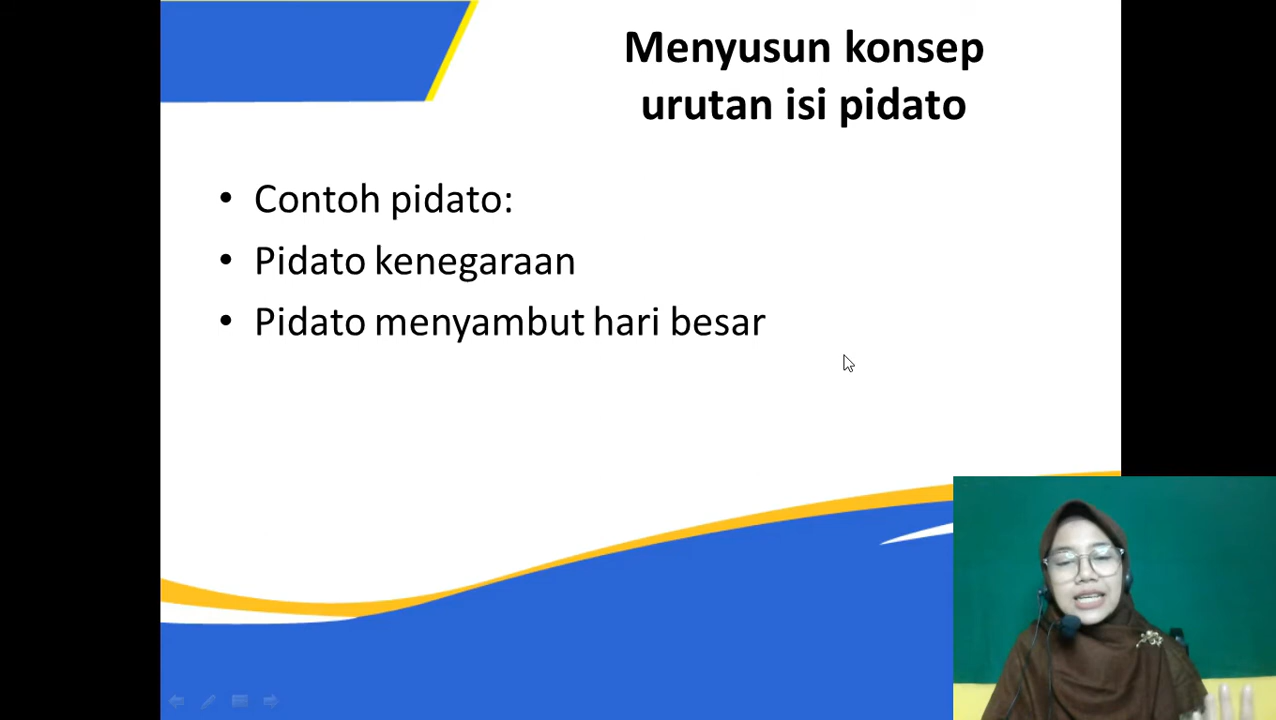 Menyusun konsep
urutan isi pidato
• Contoh pidato:
• Pidato kenegaraan
• Pidato menyambut hari besar